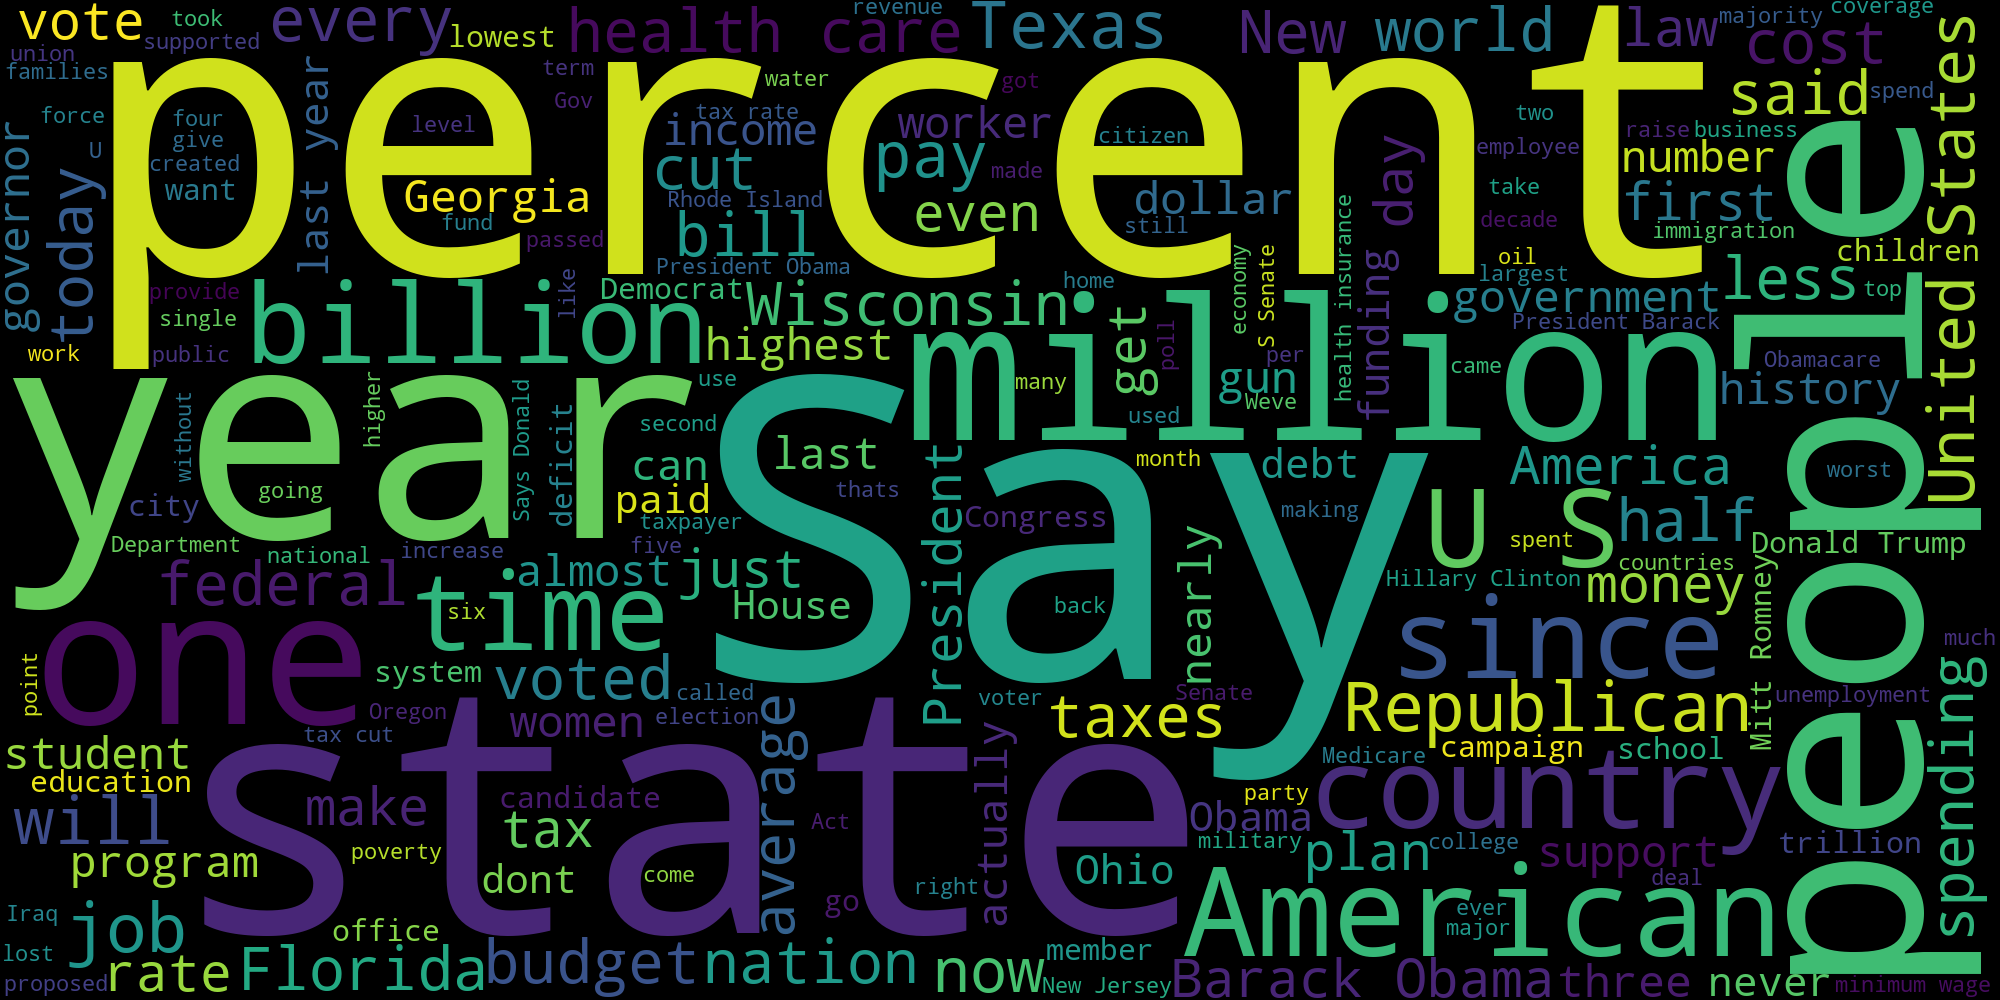 percent
say
state
year
people
million
billion
one
time
American
country
since
Republican
U S
United States
vote
took
supported
every
lowest
health care
revenue
Texas
New
world
law
majority
coverage
cost
union
families
force
governor
U
today
four
give
created
want
last year
term
Gov
level
Georgia
fund
passed
water
tax rate
income
cut
Rhode Island
bill
President Obama
got
worker
pay
made
even
citizen
dollar
still
two
employee
take
decade
said
spend
raise
business
number
first
immigration
children
less
top
government
largest
oil
funding day
health insurance
S Senate
economy
President Barack
Obamacare
history
provide
single
public
work
like
Democrat
Wisconsin
highest
home
get
poll
per
gun
Weve
came
many
used
use
higher
without
Says Donald
deficit
second
can
last
paid
thats
taxpayer
city
going
Department
national
increase
five
federal
almost
just
House
six
President
Congress
month
back
nearly
debt
making
America
worst
half
spent
countries
Donald Trump
Hillary Clinton
money
Mitt Romney
much
unemployment
spending
point
system
voted
called
Oregon
women
election
tax cut
voter
Senate
taxes
Medicare
campaign
school
student
education
will
make
candidate
tax
average
Act
actually
poverty
program
dont
come
go
right
Ohio
Obama
party
military
plan
college
support
deal
trillion
Iraq
lost
proposed
job
rate
office
Florida
budget
nation
now
member
New Jersey
ever
major
Barack Obama
three
never
minimum wage